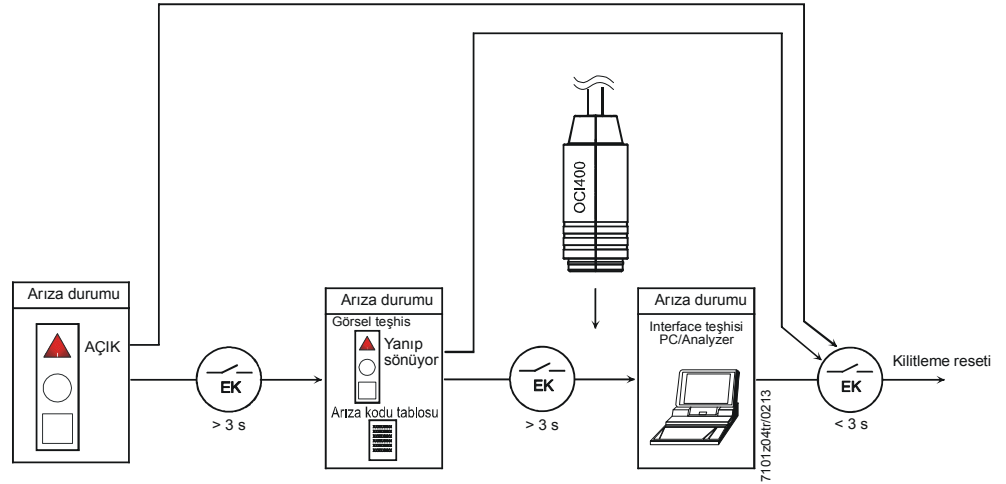 OCI400
Arıza durumu
AÇIK
EK
> 3 s
Arıza durumu
Görsel teşhis
Yanıp
sönüyor
Arıza kodu tablosu
EK
> 3 s
Arıza durumu
Interface teşhisi
PC/Analyzer
7101z04tr/0213
EK
< 3 s
Kilitleme reseti